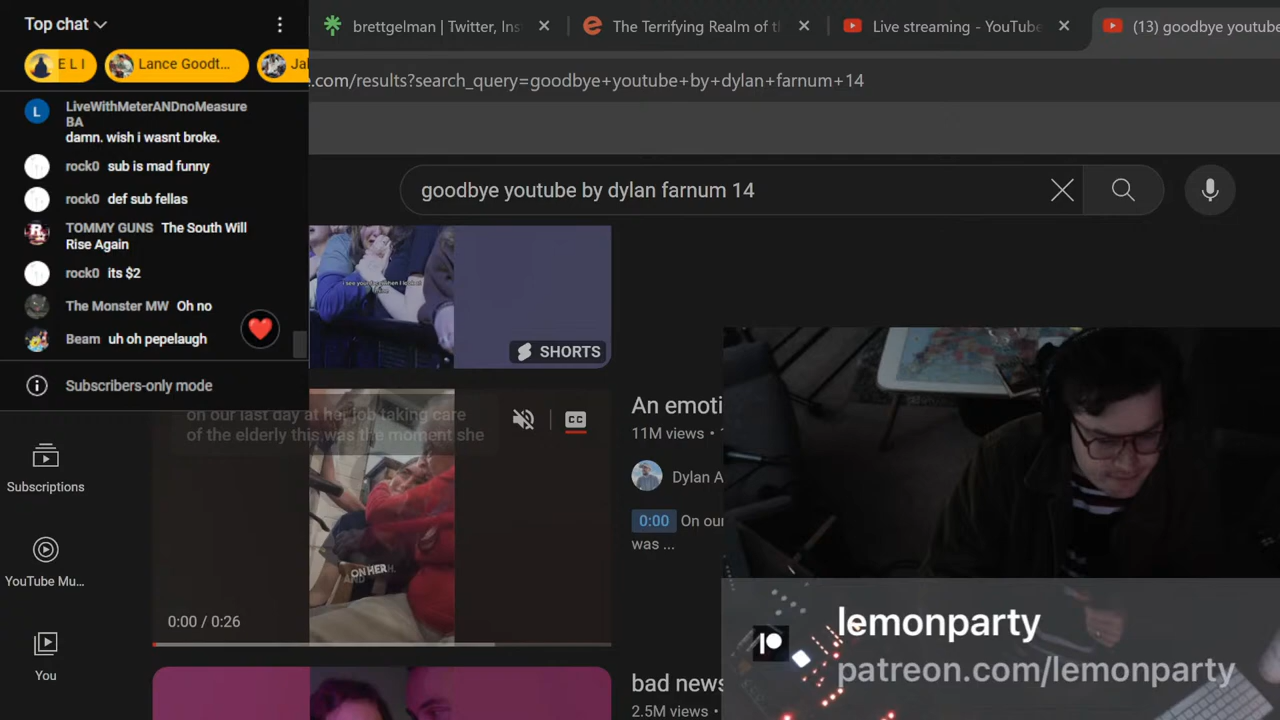 Top chat
E L I
Lance Goodt...
Jal
LiveWithMeterANDnoMeasure
BA
damn. wish i wasnt broke.
rock0 sub is mad funny
rock0 def sub fellas
TOMMY GUNS The South Will
Rise Again
rock0 its $2
The Monster MW Oh no
Beam uh oh pepelaugh
Subscribers-only mode
brettgelman | Twitter, Ins
The Terrifying Realm of th
Live streaming - YouTube
(13) goodbye youtube
e.com/results?search_query=goodbye+youtube+by+dylan+farnum+14
goodbye youtube by dylan farnum 14
SHORTS
on our last day at her job taking care
of the elderly this was the moment she
CC
ON HER
AND
0:00 / 0:26
An emoti
11M views •
Dylan A
0:00 On our
was ...
bad news
2.5M views •
Subscriptions
YouTube Mu...
You
lemonparty
patreon.com/lemonparty